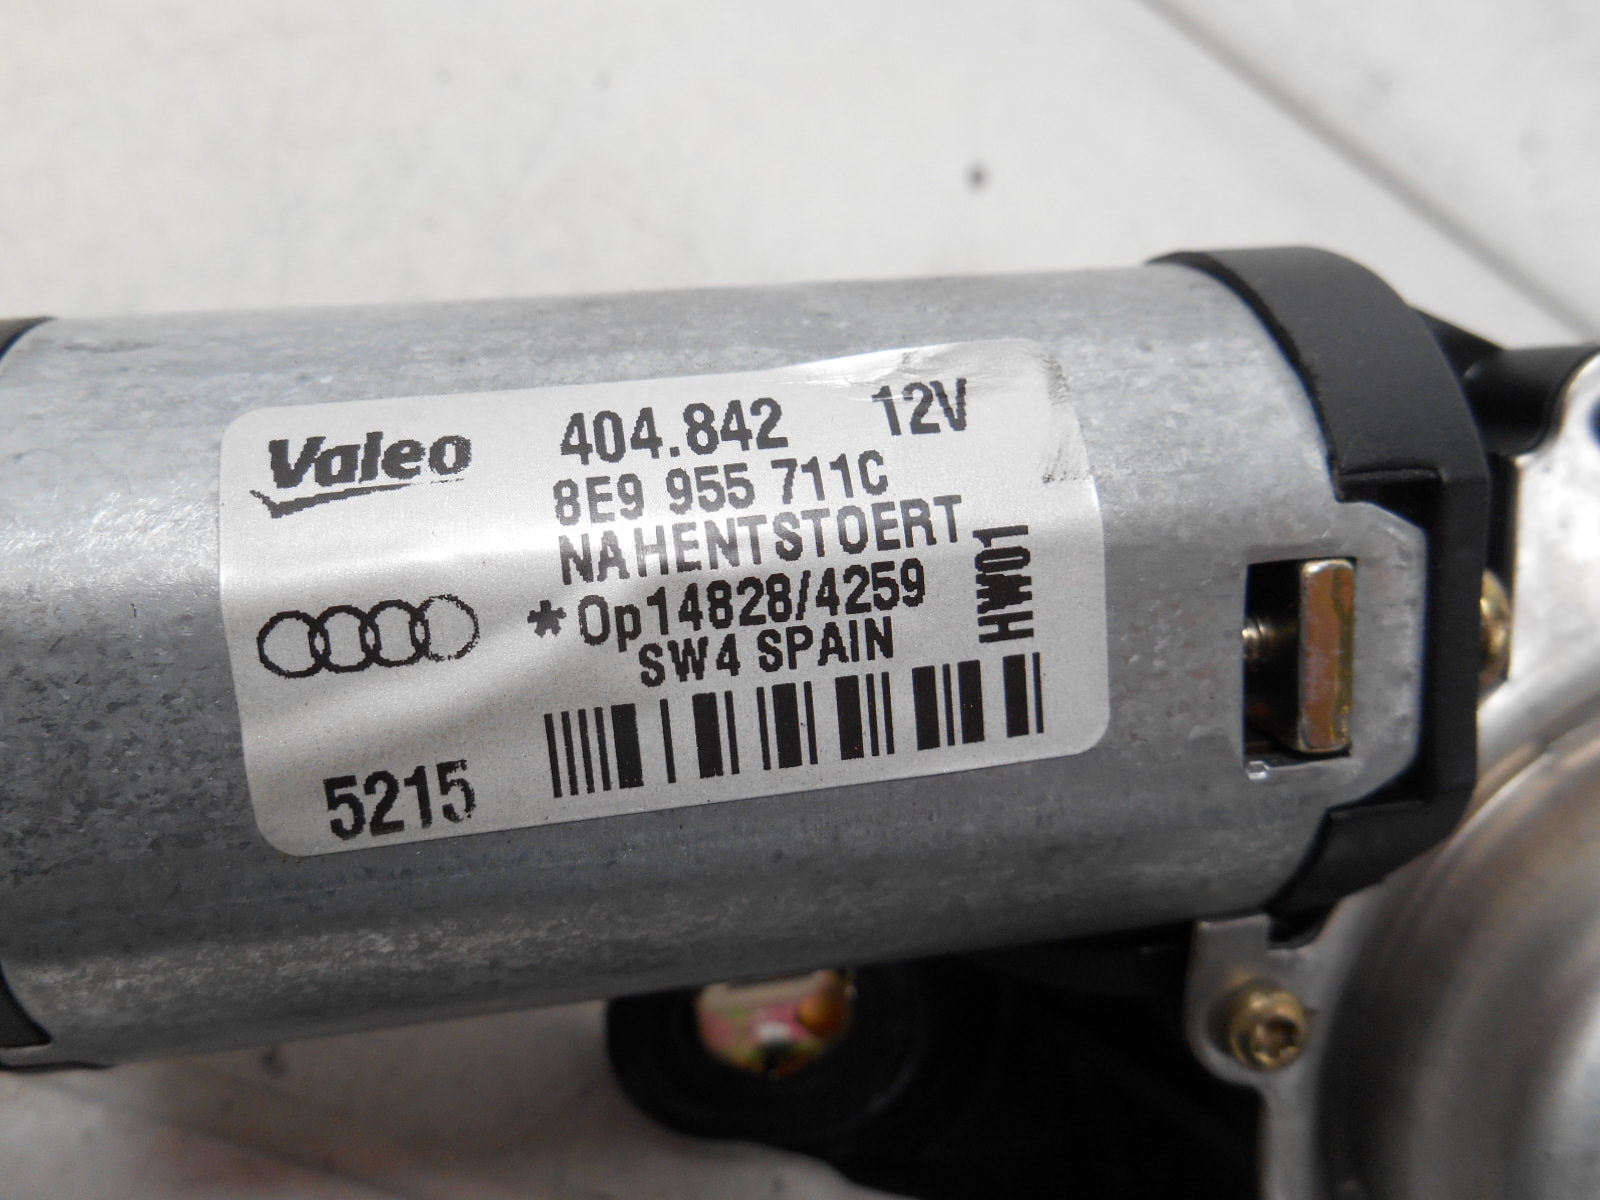 Valeo
404.842 12V
8E9 955 711C
NAHENTSTOERT
*0p14828/4259
SW4 SPAIN
HW01
5215